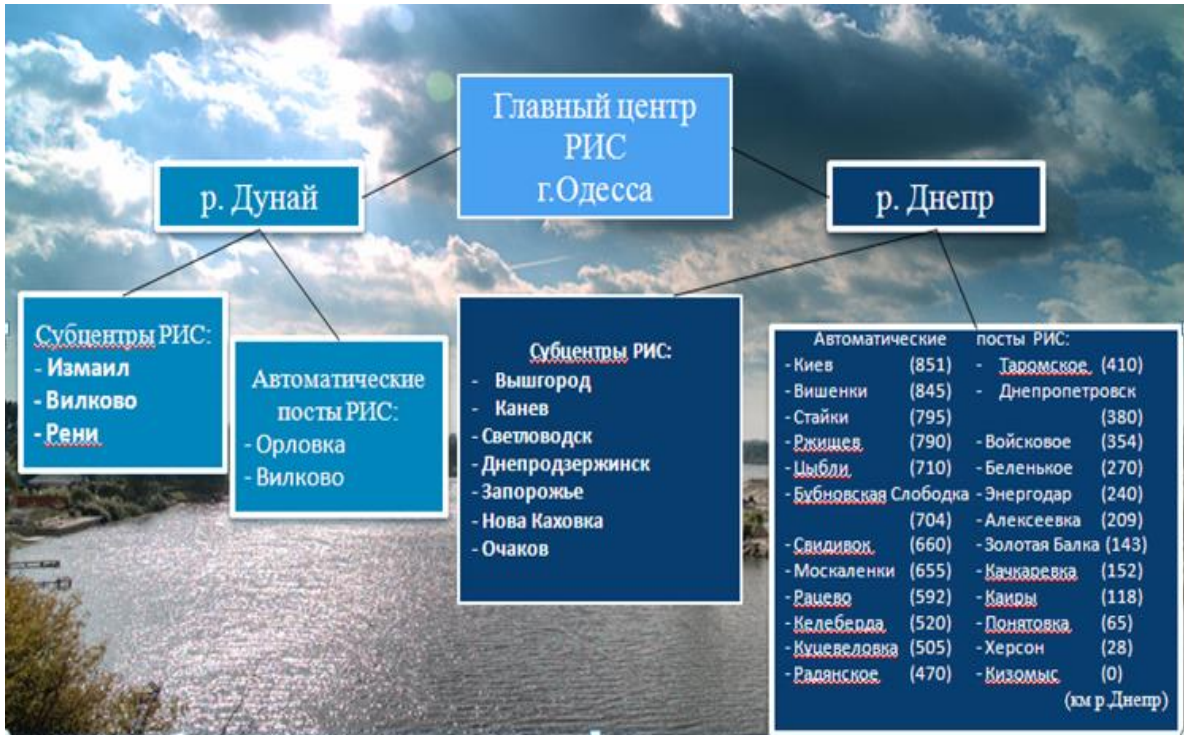 Главный центр
РИС
г.Одесса
р. Дунай
р. Днепр
Субцентры РИС:
- Измаил
- Вилково
- Рени
Автоматические
посты РИС:
- Орловка
- Вилково
Субцентры РИС:
- Вышгород
- Канев
- Светловодск
- Днепродзержинск
- Запорожье
- Нова Каховка
- Очаков
Автоматические посты РИС:
- Киев (851) - Таромское (410)
- Вишенки (845) - Днепропетровск
- Стайки (795) (380)
- Ржищев (790) - Войсковое (354)
- Цыбли (710) - Беленькое (270)
- Бубновская Слободка - Энергодар (240)
(704) - Алексеевка (209)
- Свидивок (660) - Золотая Балка (143)
- Москаленки (655) - Качкаревка (152)
- Рацево (592) - Каиры (118)
- Келеберда (520) - Понятовка (65)
- Куцеволовка (505) - Херсон (28)
- Радянское (470) - Кизомыс (0)
(км р.Днепр)